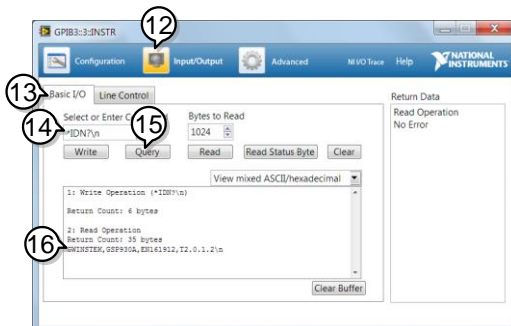 GPIB3::3::INSTR
12
Configuration
Input/Output
Advanced
NI I/O Trace
Help
NATIONAL
INSTRUMENTS
13
Basic I/O
Line Control
Return Data
14
Select or Enter C
15
Bytes to Read
*IDN?\n
1024
Read Operation
No Error
Write
Query
Read
Read Status Byte
Clear
View mixed ASCII/hexadecimal
1: Write Operation (*IDN?\n)
Return Count: 6 bytes
2: Read Operation
Return Count: 35 bytes
16
GWINSTEK,GSP930A,EN161912,T2.0.1.2\n
Clear Buffer